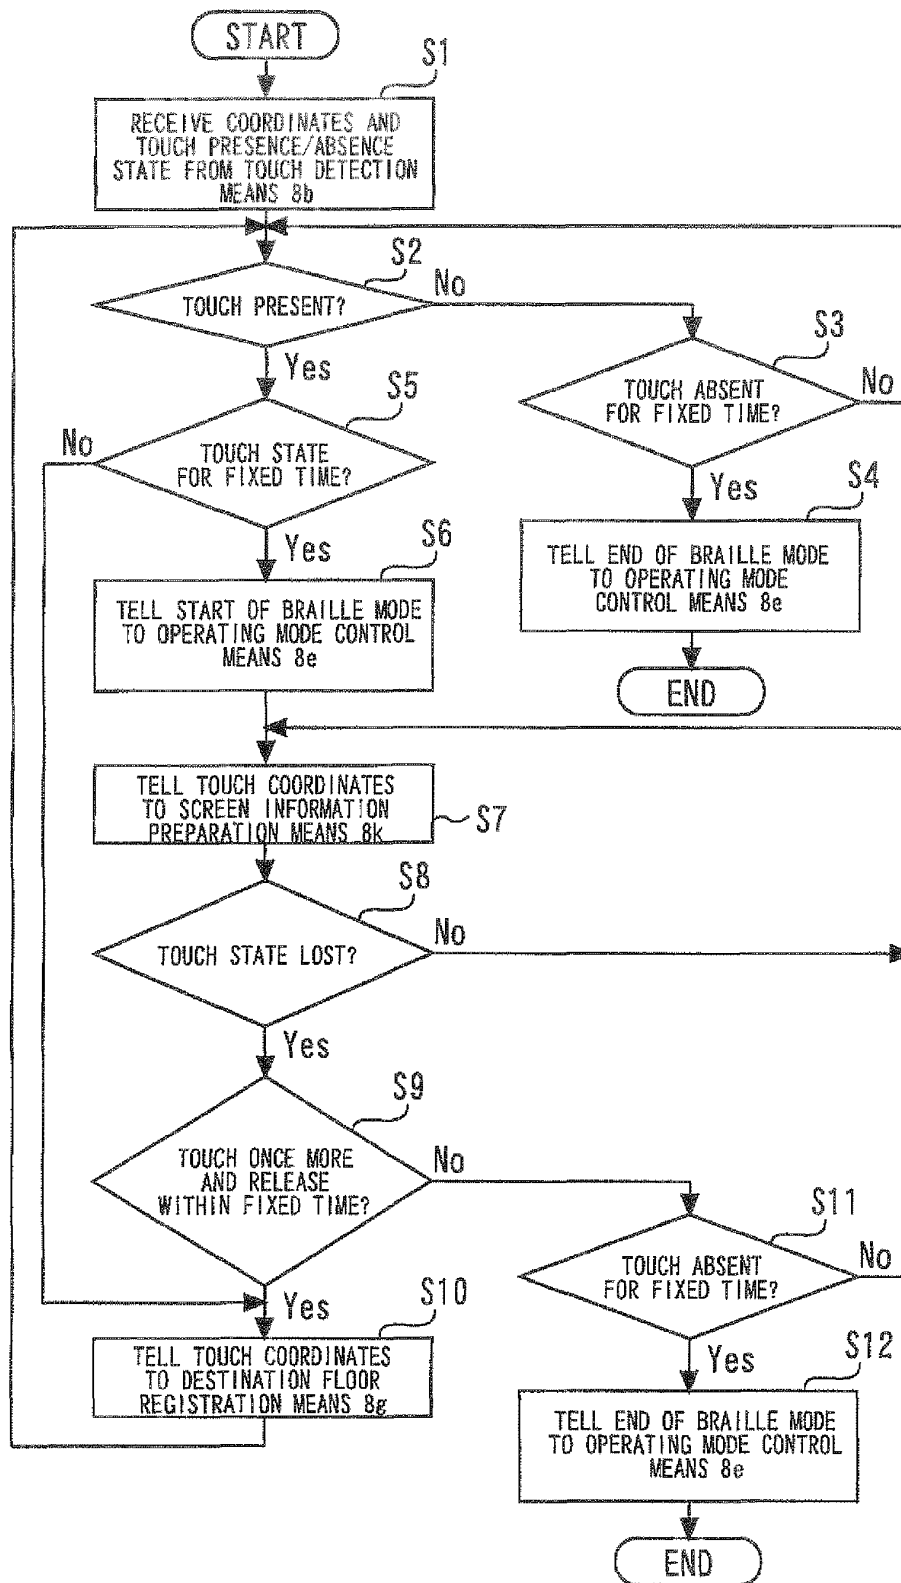 START
S1
RECEIVE COORDINATES AND
TOUCH PRESENCE/ABSENCE
STATE FROM TOUCH DETECTION
MEANS 8b
S2
TOUCH PRESENT?
No
Yes
S3
TOUCH ABSENT
FOR FIXED TIME?
No
Yes
S4
TELL END OF BRAILLE MODE
TO OPERATING MODE
CONTROL MEANS 8e
END
S5
TOUCH STATE
FOR FIXED TIME?
No
Yes
S6
TELL START OF BRAILLE MODE
TO OPERATING MODE CONTROL
MEANS 8e
TELL TOUCH COORDINATES
TO SCREEN INFORMATION
PREPARATION MEANS 8k
S7
S8
TOUCH STATE LOST?
No
Yes
S9
TOUCH ONCE MORE
AND RELEASE
WITHIN FIXED TIME?
No
Yes
S10
TELL TOUCH COORDINATES
TO DESTINATION FLOOR
REGISTRATION MEANS 8g
S11
TOUCH ABSENT
FOR FIXED TIME?
No
Yes
S12
TELL END OF BRAILLE MODE
TO OPERATING MODE CONTROL
MEANS 8e
END